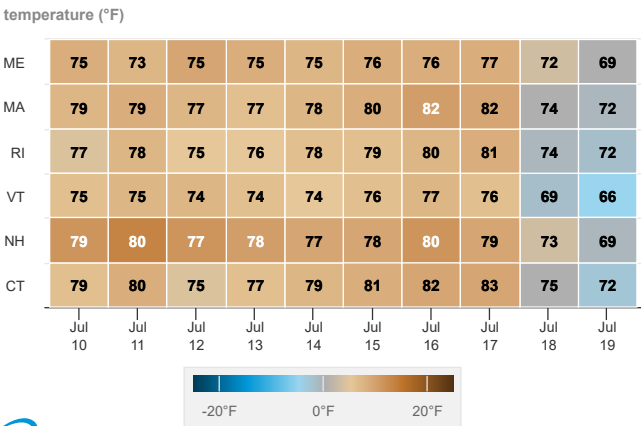 temperature (°F)
ME 75 73 75 75 75 76 76 77 72 69
MA 79 79 77 77 78 80 82 82 74 72
RI 77 78 75 76 78 79 80 81 74 72
VT 75 75 74 74 74 76 77 76 69 66
NH 79 80 77 78 77 78 80 79 73 69
CT 79 80 75 77 79 81 82 83 75 72
Jul Jul Jul Jul Jul Jul Jul Jul Jul Jul
10 11 12 13 14 15 16 17 18 19
-20°F 0°F 20°F